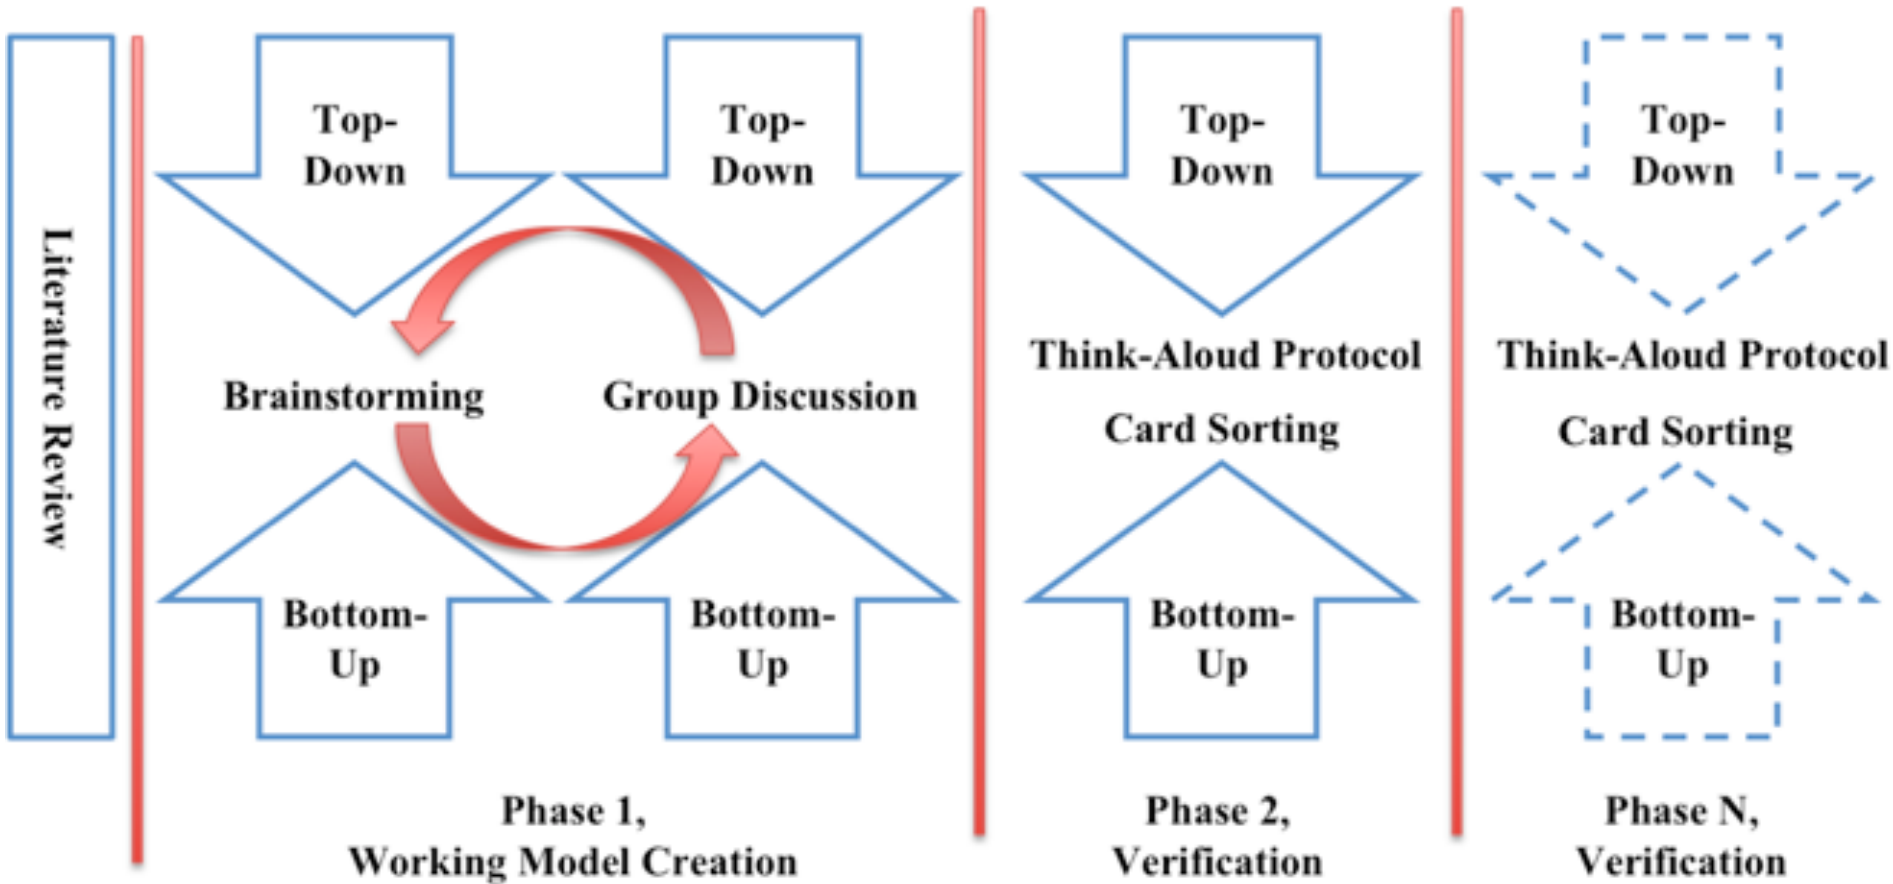 Literature Review
Top-
Down
Top-
Down
Brainstorming
Group Discussion
Bottom-
Up
Bottom-
Up
Phase 1,
Working Model Creation
Top-
Down
Think-Aloud Protocol
Card Sorting
Bottom-
Up
Phase 2,
Verification
Top-
Down
Think-Aloud Protocol
Card Sorting
Bottom-
Up
Phase N,
Verification